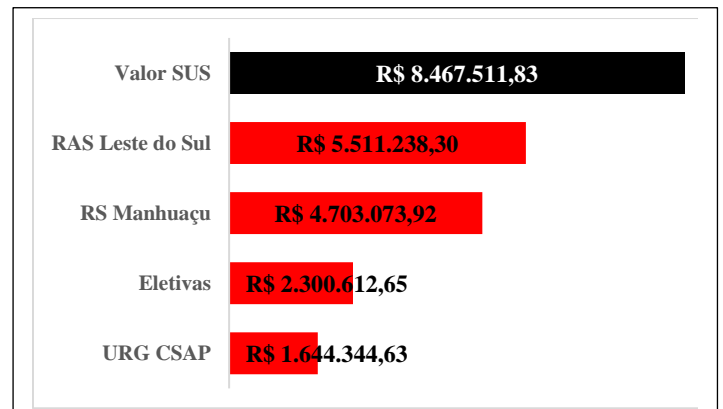 Valor SUS R$ 8.467.511,83
RAS Leste do Sul R$ 5.511.238,30
RS Manhuaçu R$ 4.703.073,92
Eletivas R$ 2.300.612,65
URG CSAP R$ 1.644.344,63